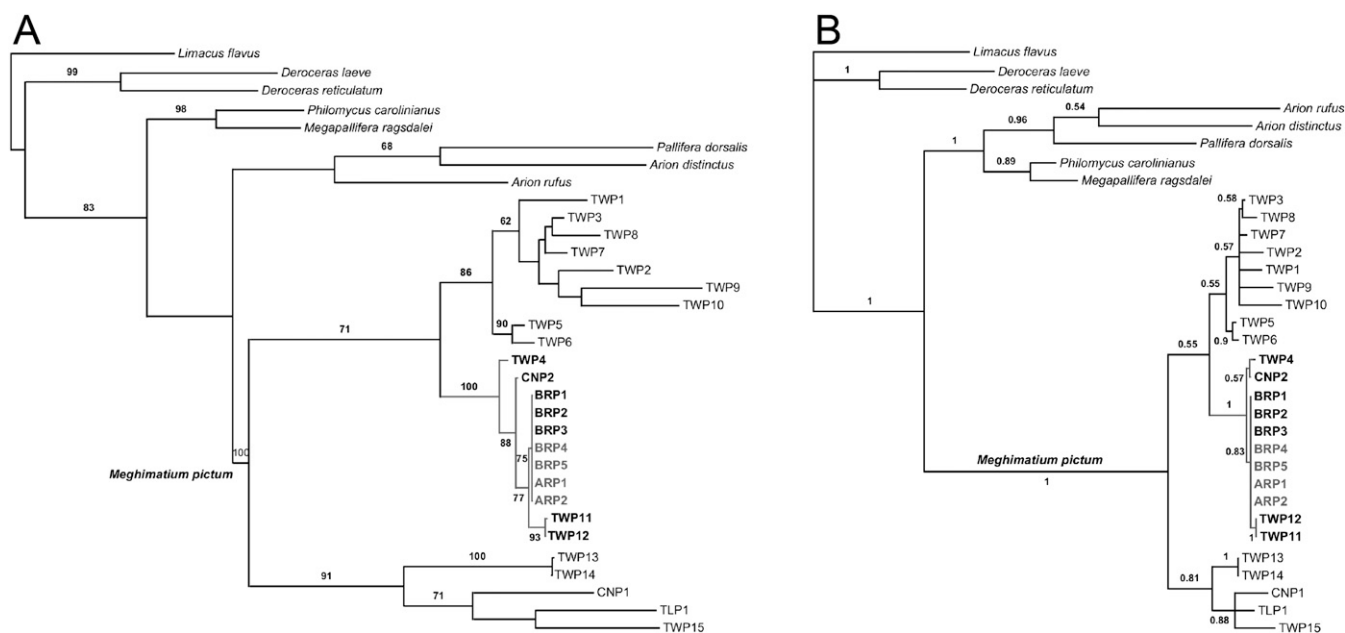 A
Limacus flavus
99
Deroceras laeve
Deroceras reticulatum
98
Philomycus carolinianus
Megapallifera ragsdalei
68
Pallifera dorsalis
Arion distinctus
Arion rufus
83
62
TWP1
TWP3
TWP8
TWP7
86
TWP2
TWP9
TWP10
90
TWP5
TWP6
71
TWP4
100
CNP2
BRP1
BRP2
BRP3
88
BRP4
75
BRP5
100
Meghimatium pictum
ARP1
77
ARP2
TWP11
93
TWP12
100
TWP13
TWP14
91
71
CNP1
TLP1
TWP15
B
Limacus flavus
1
Deroceras laeve
Deroceras reticulatum
0.54
Arion rufus
0.96
Arion distinctus
1
Pallifera dorsalis
0.89
Philomycus carolinianus
Megapallifera ragsdalei
0.58
TWP3
TWP8
TWP7
0.57
TWP2
TWP1
0.55
TWP9
TWP10
1
TWP5
0.9
TWP6
0.55
TWP4
0.57
CNP2
BRP1
1
BRP2
BRP3
0.83
BRP4
BRP5
Meghimatium pictum
1
ARP1
ARP2
TWP12
1
TWP11
1
TWP13
0.81
TWP14
CNP1
TLP1
0.88
TWP15